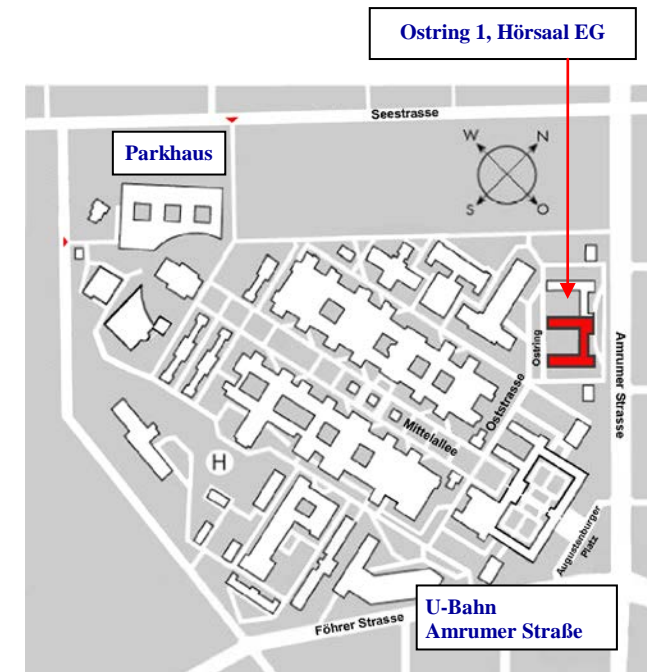 Ostring 1, Hörsaal EG
Seestrasse
Parkhaus
W N
S O
Ostring
Amrumer Strasse
Oststrasse
Mittelallee
H
Augustenburger
Platz
U-Bahn
Amrumer Straße
Föhrer Strasse